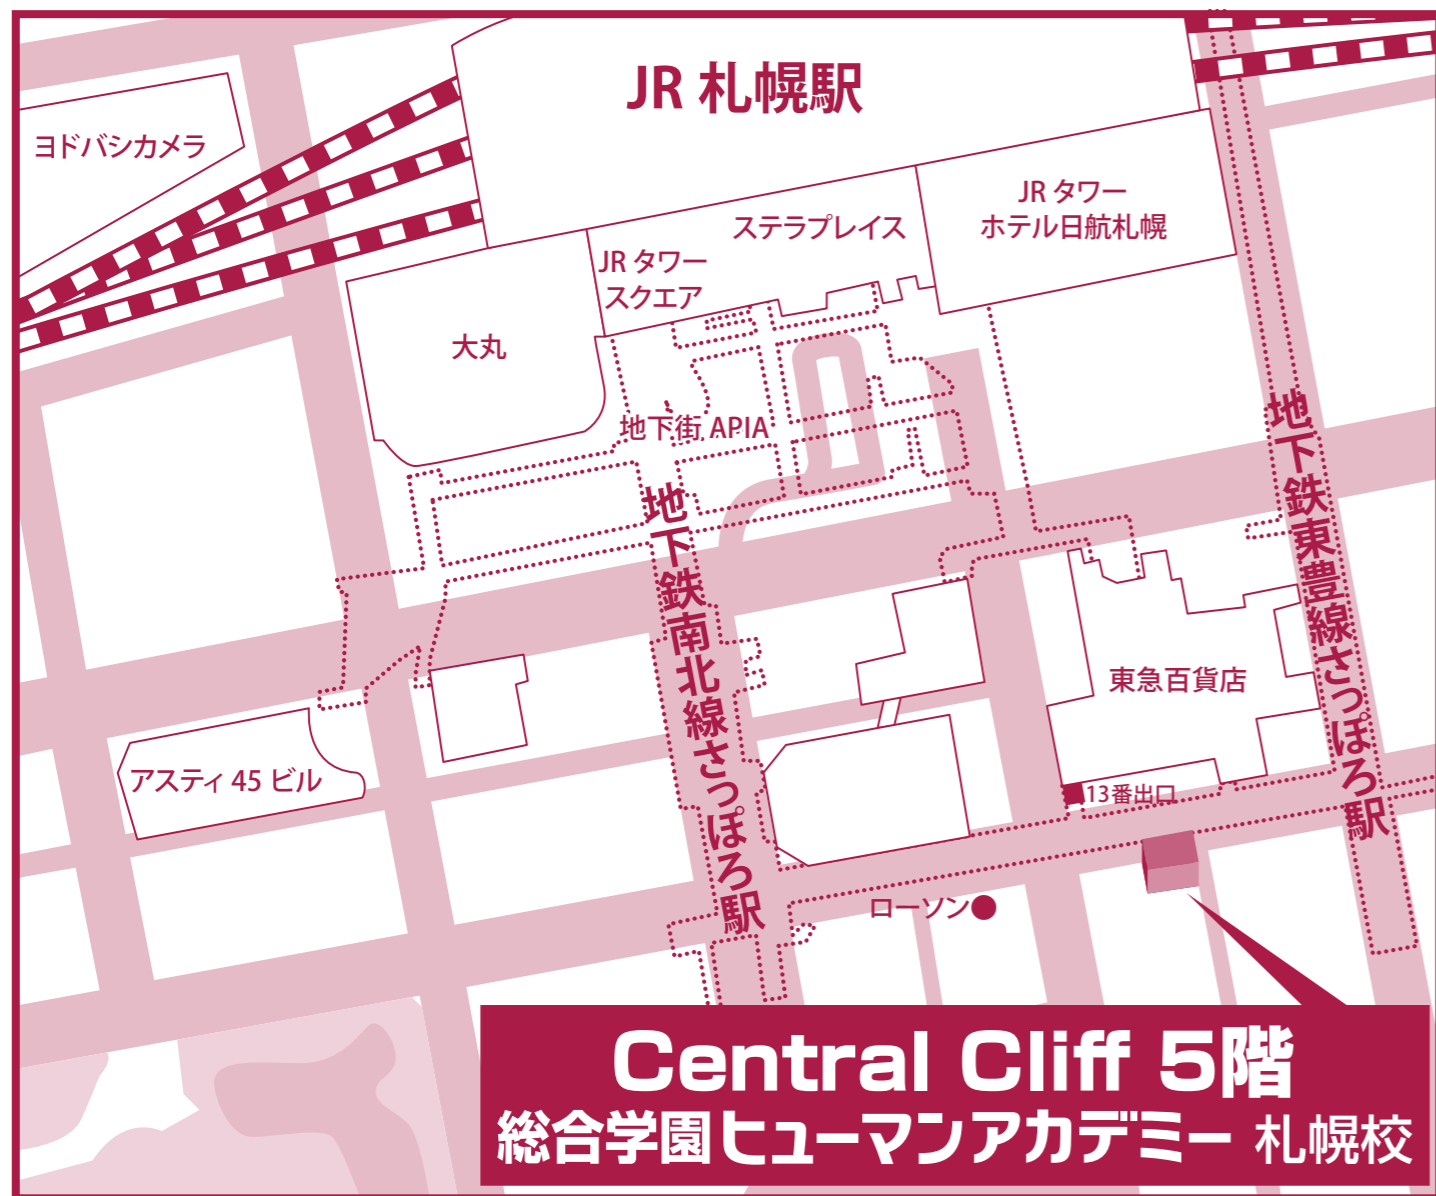 JR 札幌駅
ヨドバシカメラ
JR タワー
ホテル日航札幌
ステラプレイス
JR タワー
スクエア
大丸
地下街 APIA
地下鉄南北線さっぽろ駅
地下鉄東豊線さっぽろ駅
東急百貨店
アスティ 45 ビル
13番出口
ローソン
Central Cliff 5階
総合学園ヒューマンアカデミー 札幌校